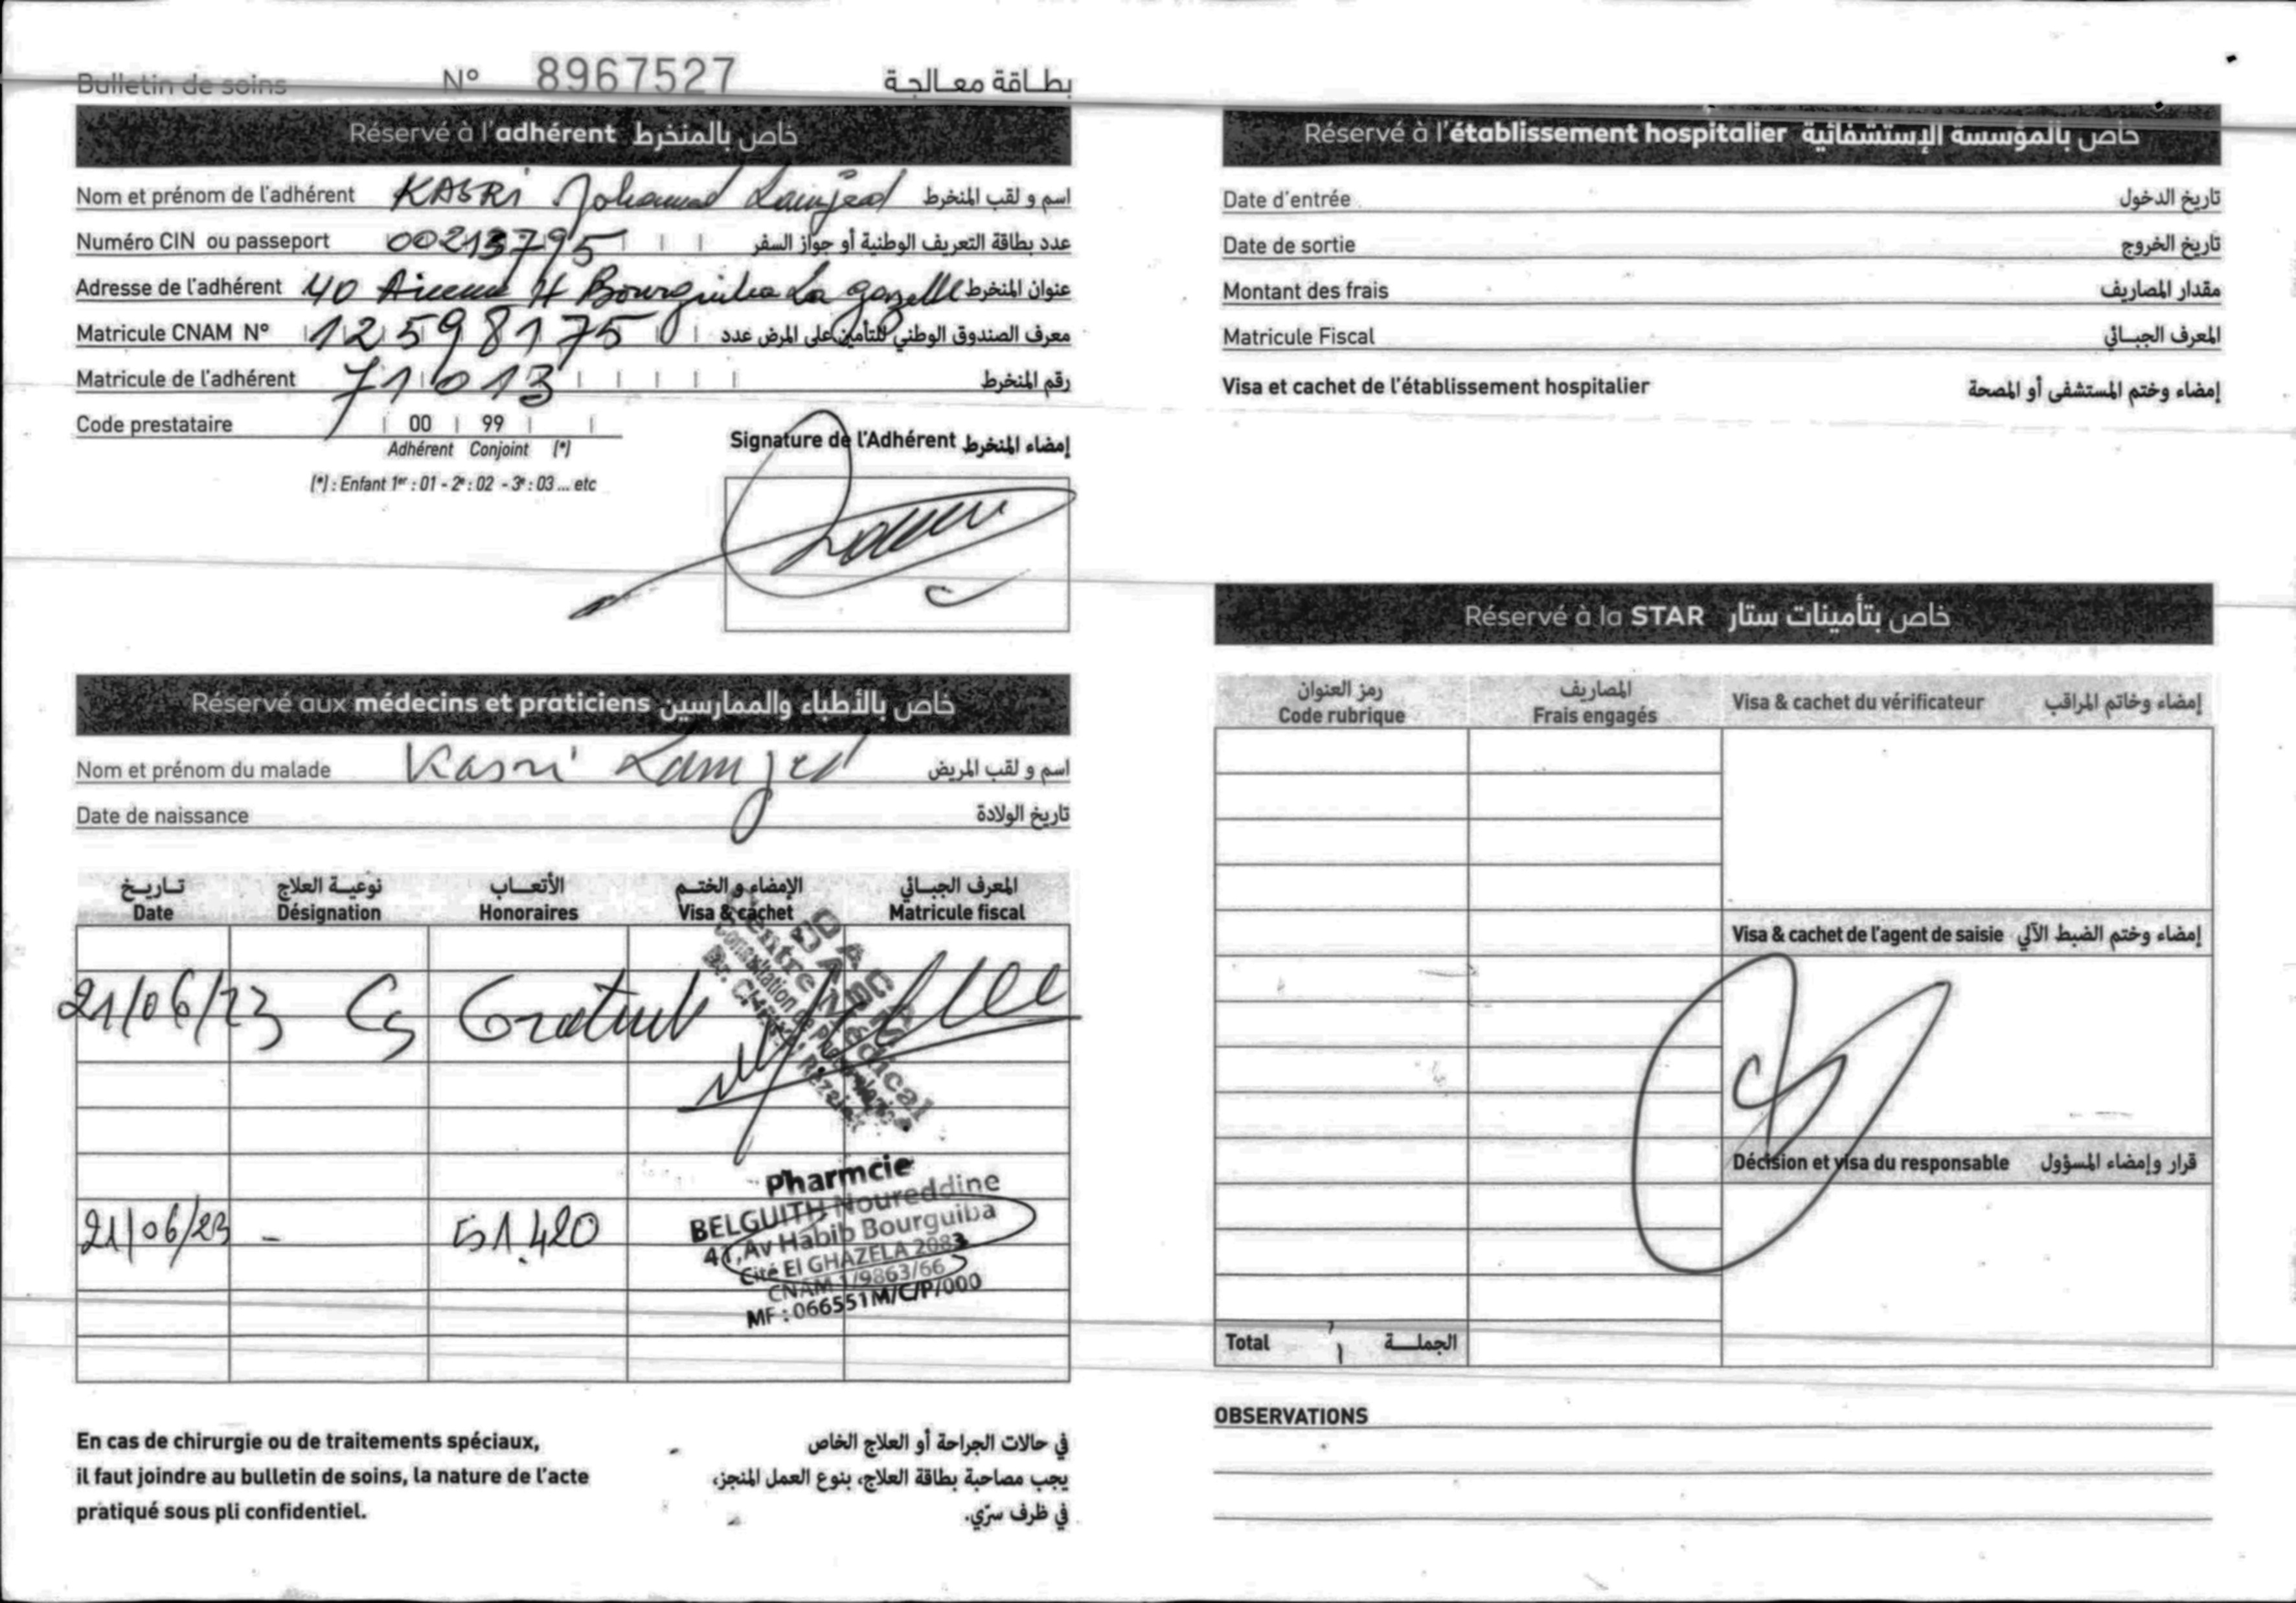 Bulletin de soins N° 8967527 بطاقة معالجة
Réservé à l'adhérent خاص بالمنخرط
Nom et prénom de l'adhérent KASRI Mohamed Lamjed اسم و لقب المنخرط
Numéro CIN ou passeport 00213795 عدد بطاقة التعريف الوطنية أو جواز السفر
Adresse de l'adhérent 40 Avenue H Bourguiba La gazelle عنوان المنخرط
Matricule CNAM N° 12598175 معرف الصندوق الوطني للتأمين على المرض عدد
Matricule de l'adhérent 71013 رقم المنخرط
Code prestataire 00 99
Adhérent Conjoint (*)
(*) : Enfant 1er : 01 - 2e : 02 - 3e : 03 ... etc
Signature de l'Adhérent إمضاء المنخرط
Réservé aux médecins et praticiens خاص بالأطباء والممارسين
Nom et prénom du malade Kasri Lamjed اسم و لقب المريض
Date de naissance تاريخ الولادة
تاريخ نوعية العلاج الأتعاب الإمضاء و الختم المعرف الجبائي
Date Désignation Honoraires Visa & cachet Matricule fiscal
21/06/23 Cs Gratuit
Centre Médical
Consultation de
Dr.
Pharmcie
BELGUITH Noureddine
41,Av Habib Bourguiba
Cité El GHAZELA 2083
CNAM 1/9863/66
MF : 066551M/C/P/000
21/06/23 - 51.420
En cas de chirurgie ou de traitements spéciaux,
il faut joindre au bulletin de soins, la nature de l'acte
pratiqué sous pli confidentiel.
في حالات الجراحة أو العلاج الخاص
يجب مصاحبة بطاقة العلاج، بنوع العمل المنجز،
في ظرف سرّي.
Réservé à l'établissement hospitalier خاص بالمؤسسة الإستشفائية
Date d'entrée تاريخ الدخول
Date de sortie تاريخ الخروج
Montant des frais مقدار المصاريف
Matricule Fiscal المعرف الجبائي
Visa et cachet de l'établissement hospitalier إمضاء وختم المستشفى أو المصحة
Réservé à la STAR خاص بتأمينات ستار
رمز العنوان المصاريف
Code rubrique Frais engagés Visa & cachet du vérificateur إمضاء وخاتم المراقب
Visa & cachet de l'agent de saisie إمضاء وختم الضبط الآلي
Décision et visa du responsable قرار وإمضاء المسؤول
Total الجملة
OBSERVATIONS